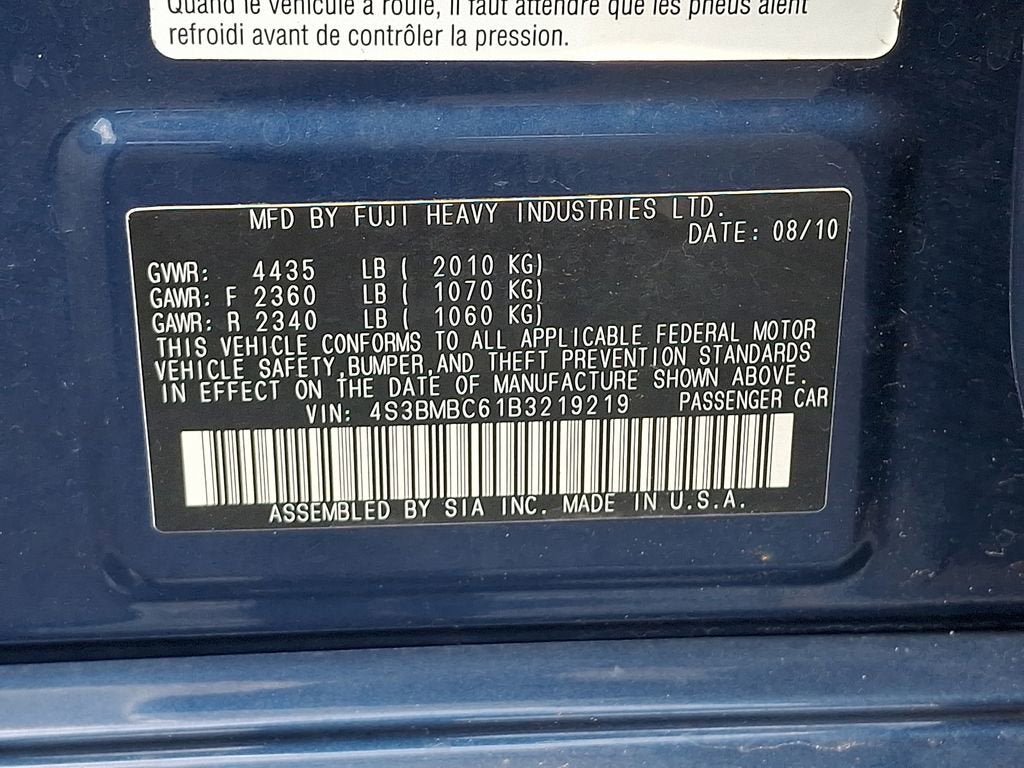 Quand le véhicule a roulé, il faut attendre que les pneus aient
refroidi avant de contrôler la pression.
MFD BY FUJI HEAVY INDUSTRIES LTD.
DATE: 08/10
GVWR: 4435 LB ( 2010 KG)
GAWR: F 2360 LB ( 1070 KG)
GAWR: R 2340 LB ( 1060 KG)
THIS VEHICLE CONFORMS TO ALL APPLICABLE FEDERAL MOTOR
VEHICLE SAFETY,BUMPER,AND THEFT PREVENTION STANDARDS
IN EFFECT ON THE DATE OF MANUFACTURE SHOWN ABOVE.
VIN: 4S3BMBC61B3219219 PASSENGER CAR
ASSEMBLED BY SIA INC. MADE IN U.S.A.